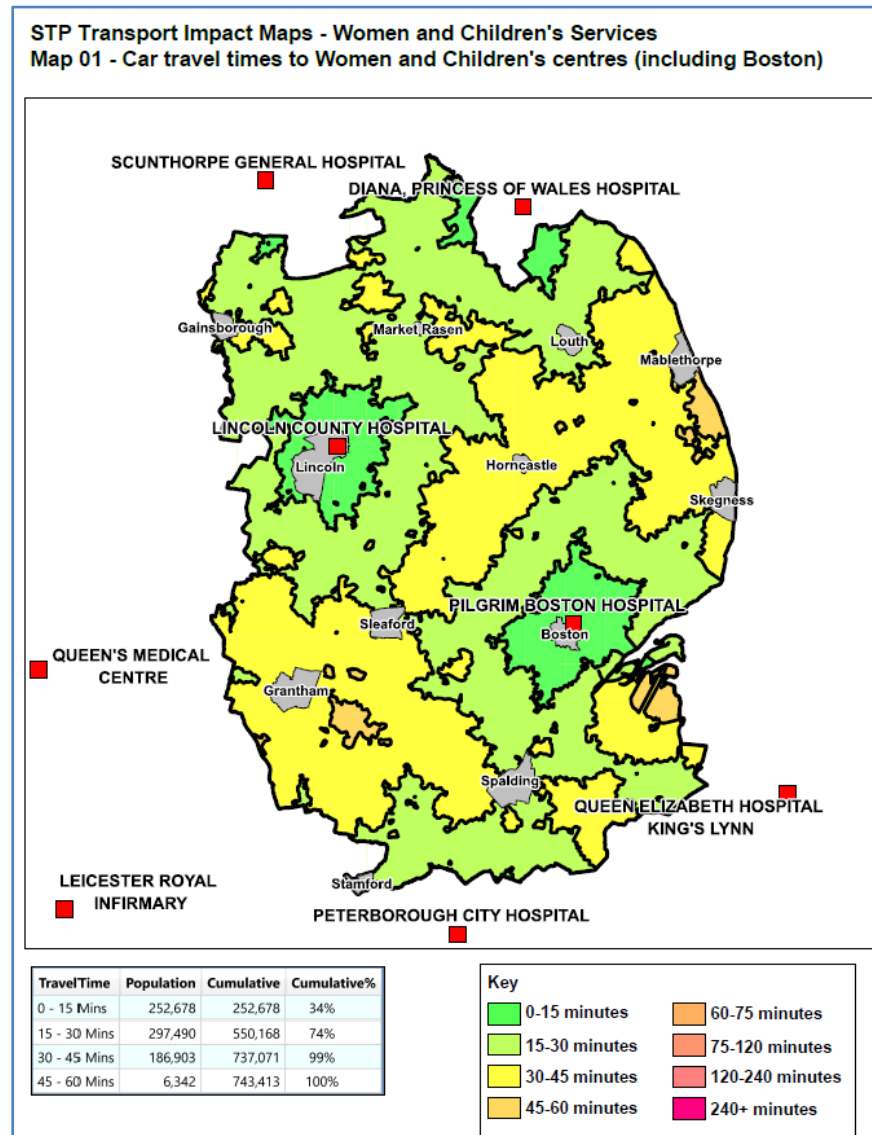 STP Transport Impact Maps - Women and Children's Services
Map 01 - Car travel times to Women and Children's centres (including Boston)
SCUNTHORPE GENERAL HOSPITAL
DIANA, PRINCESS OF WALES HOSPITAL
Gainsborough
Market Rasen
Louth
Mablethorpe
LINCOLN COUNTY HOSPITAL
Lincoln
Horncastle
Skegness
PILGRIM BOSTON HOSPITAL
Sleaford
Boston
QUEEN'S MEDICAL
CENTRE
Grantham
Spalding
QUEEN ELIZABETH HOSPITAL
KING'S LYNN
LEICESTER ROYAL
INFIRMARY
Stamford
PETERBOROUGH CITY HOSPITAL
TravelTime Population Cumulative Cumulative%
0 - 15 Mins 252,678 252,678 34%
15 - 30 Mins 297,490 550,168 74%
30 - 45 Mins 186,903 737,071 99%
45 - 60 Mins 6,342 743,413 100%
Key
0-15 minutes 60-75 minutes
15-30 minutes 75-120 minutes
30-45 minutes 120-240 minutes
45-60 minutes 240+ minutes